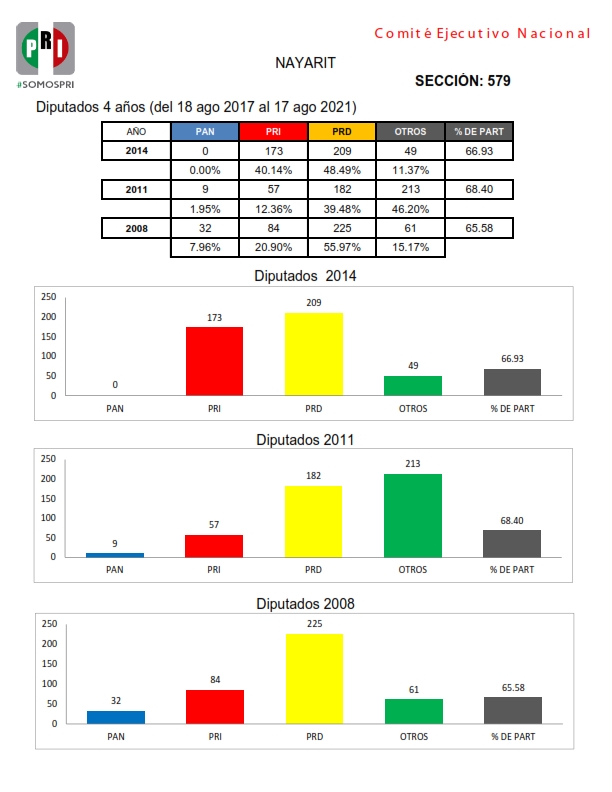 Comité Ejecutivo Nacional
PRI
#SOMOSPRI
NAYARIT
SECCIÓN: 579
Diputados 4 años (del 18 ago 2017 al 17 ago 2021)
AÑO PAN PRI PRD OTROS % DE PART
2014 0 173 209 49 66.93
0.00% 40.14% 48.49% 11.37%
2011 9 57 182 213 68.40
1.95% 12.36% 39.48% 46.20%
2008 32 84 225 61 65.58
7.96% 20.90% 55.97% 15.17%
Diputados 2014
250
200
150
100
50
0
0 173 209 49 66.93
PAN PRI PRD OTROS % DE PART
Diputados 2011
250
200
150
100
50
0
9 57 182 213 68.40
PAN PRI PRD OTROS % DE PART
Diputados 2008
250
200
150
100
50
0
32 84 225 61 65.58
PAN PRI PRD OTROS % DE PART